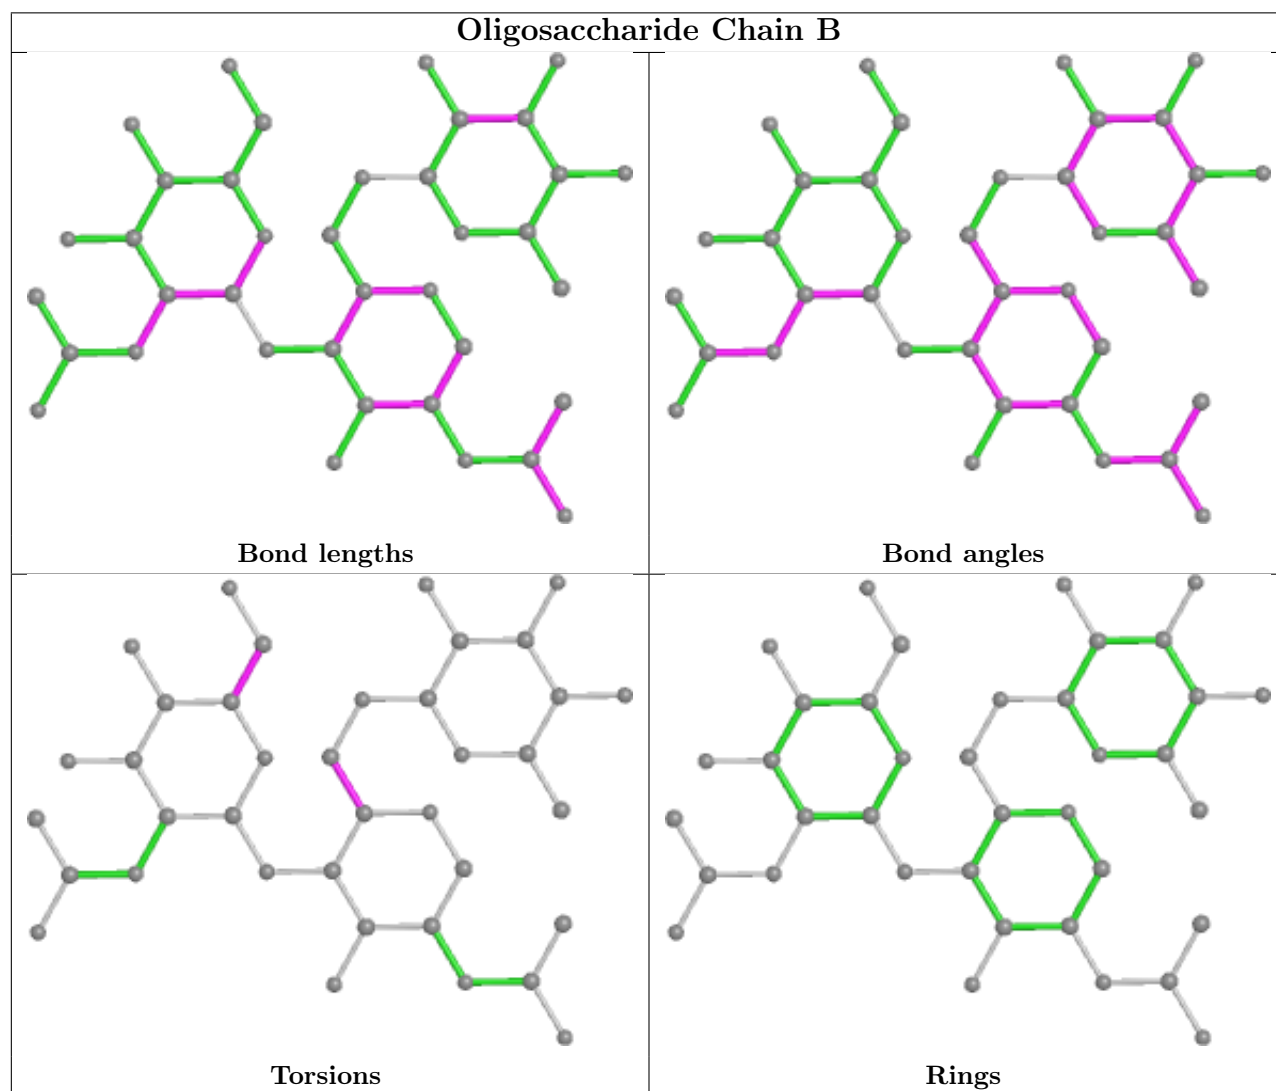 Oligosaccharide Chain B
Bond lengths
Bond angles
Torsions
Rings